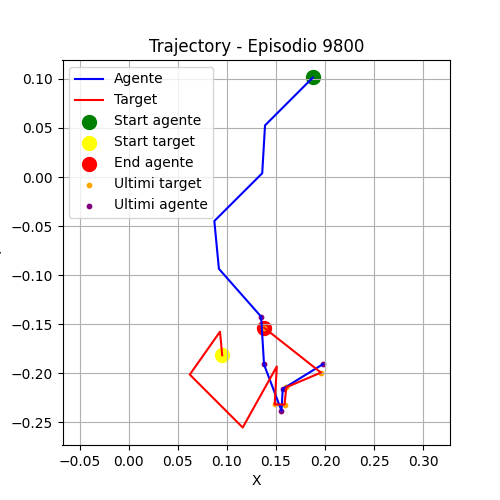 Trajectory - Episodio 9800
Agente
Target
Start agente
Start target
End agente
Ultimi target
Ultimi agente
0.10
0.05
0.00
−0.05
−0.10
−0.15
−0.20
−0.25
−0.05
0.00
0.05
0.10
0.15
0.20
0.25
0.30
X